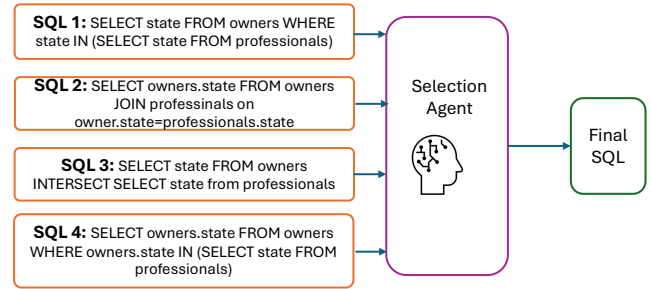 SQL 1: SELECT state FROM owners WHERE
state IN (SELECT state FROM professionals)
SQL 2: SELECT owners.state FROM owners
JOIN professinals on
owner.state=professionals.state
SQL 3: SELECT state FROM owners
INTERSECT SELECT state from professionals
SQL 4: SELECT owners.state FROM owners
WHERE owners.state IN (SELECT state FROM
professionals)
Selection
Agent
Final
SQL